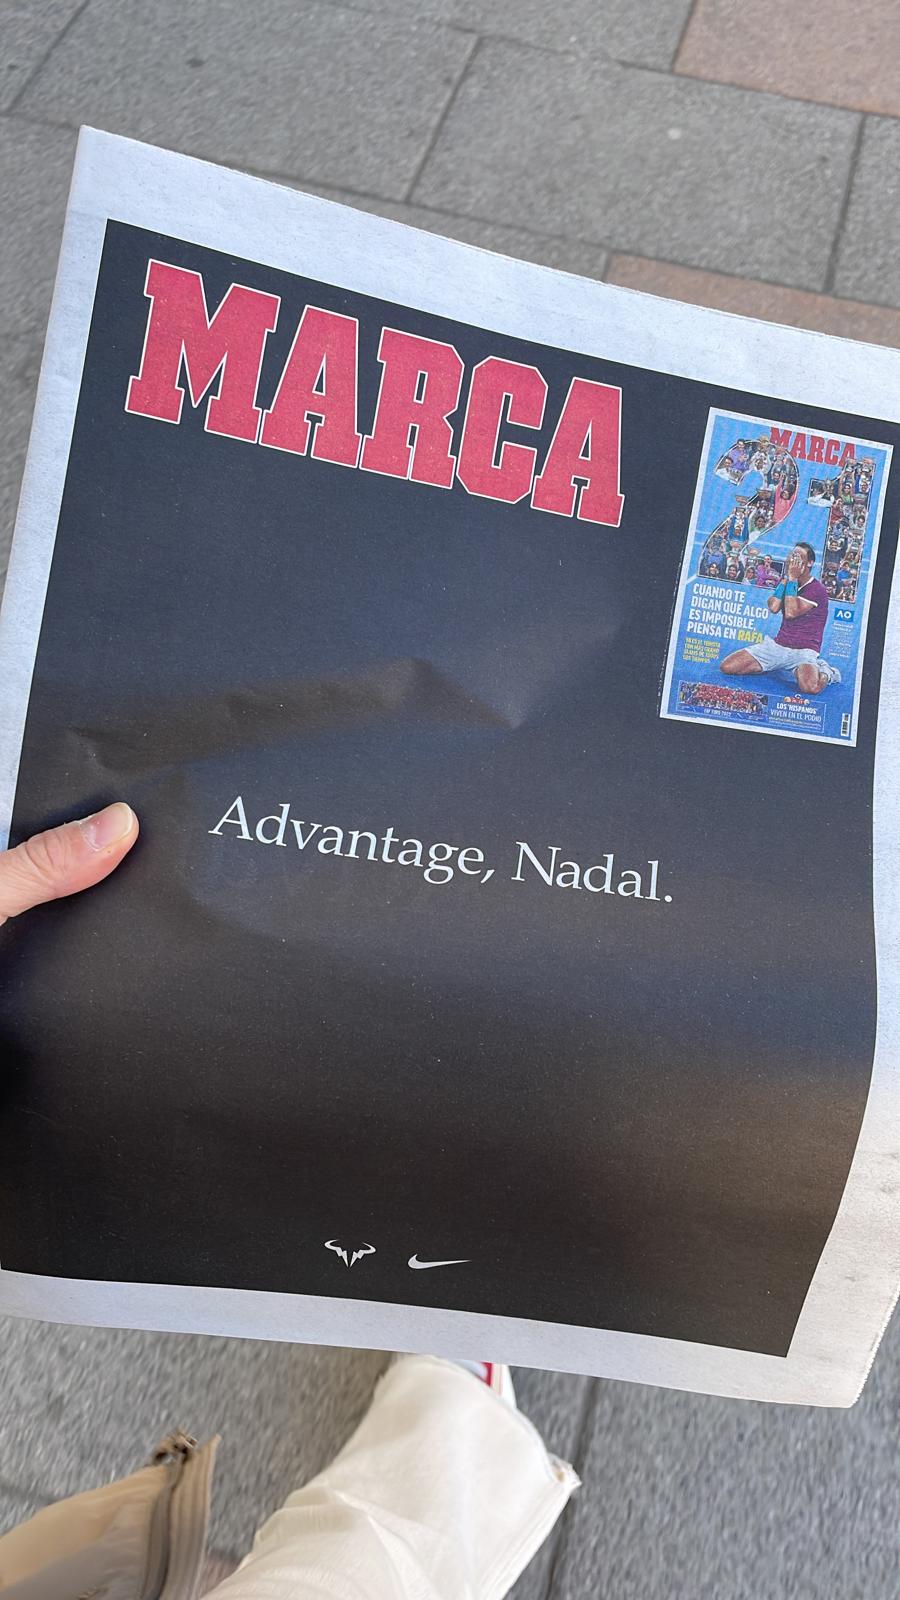 MARCA
MARCA
21
CUANDO TE
DIGAN QUE ALGO
ES IMPOSIBLE,
PIENSA EN RAFA
AO
LOS 'HISPANOS'
VIVEN EN EL PODIO
Advantage, Nadal.